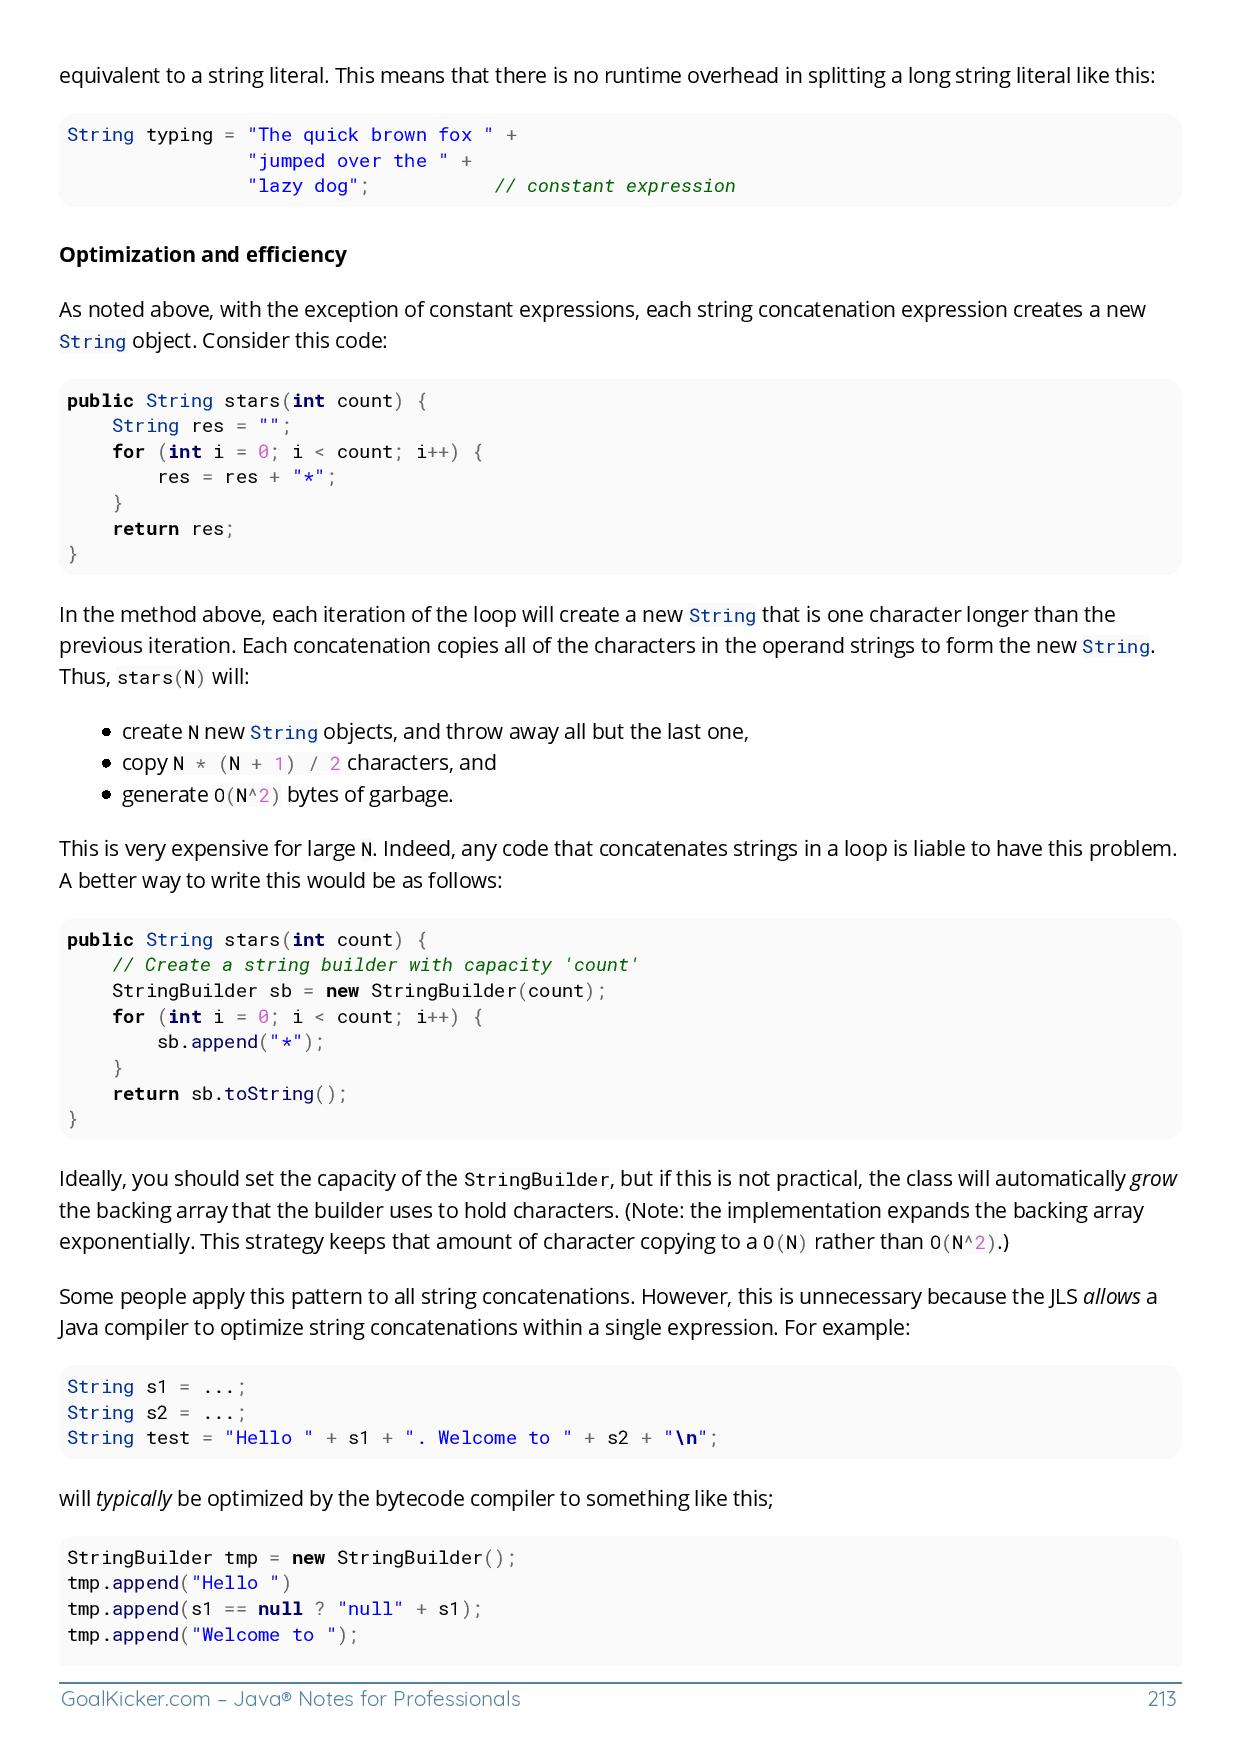 equivalent to a string literal. This means that there is no runtime overhead in splitting a long string literal like this:
String typing = "The quick brown fox " +
                "jumped over the " +
                "lazy dog";           // constant expression
Optimization and efficiency
As noted above, with the exception of constant expressions, each string concatenation expression creates a new
String object. Consider this code:
public String stars(int count) {
    String res = "";
    for (int i = 0; i < count; i++) {
        res = res + "*";
    }
    return res;
}
In the method above, each iteration of the loop will create a new String that is one character longer than the
previous iteration. Each concatenation copies all of the characters in the operand strings to form the new String.
Thus, stars(N) will:
• create N new String objects, and throw away all but the last one,
• copy N * (N + 1) / 2 characters, and
• generate O(N^2) bytes of garbage.
This is very expensive for large N. Indeed, any code that concatenates strings in a loop is liable to have this problem.
A better way to write this would be as follows:
public String stars(int count) {
    // Create a string builder with capacity 'count'
    StringBuilder sb = new StringBuilder(count);
    for (int i = 0; i < count; i++) {
        sb.append("*");
    }
    return sb.toString();
}
Ideally, you should set the capacity of the StringBuilder, but if this is not practical, the class will automatically grow
the backing array that the builder uses to hold characters. (Note: the implementation expands the backing array
exponentially. This strategy keeps that amount of character copying to a O(N) rather than O(N^2).)
Some people apply this pattern to all string concatenations. However, this is unnecessary because the JLS allows a
Java compiler to optimize string concatenations within a single expression. For example:
String s1 = ...;
String s2 = ...;
String test = "Hello " + s1 + ". Welcome to " + s2 + "\n";
will typically be optimized by the bytecode compiler to something like this;
StringBuilder tmp = new StringBuilder();
tmp.append("Hello ")
tmp.append(s1 == null ? "null" + s1);
tmp.append("Welcome to ");
GoalKicker.com – Java® Notes for Professionals
213